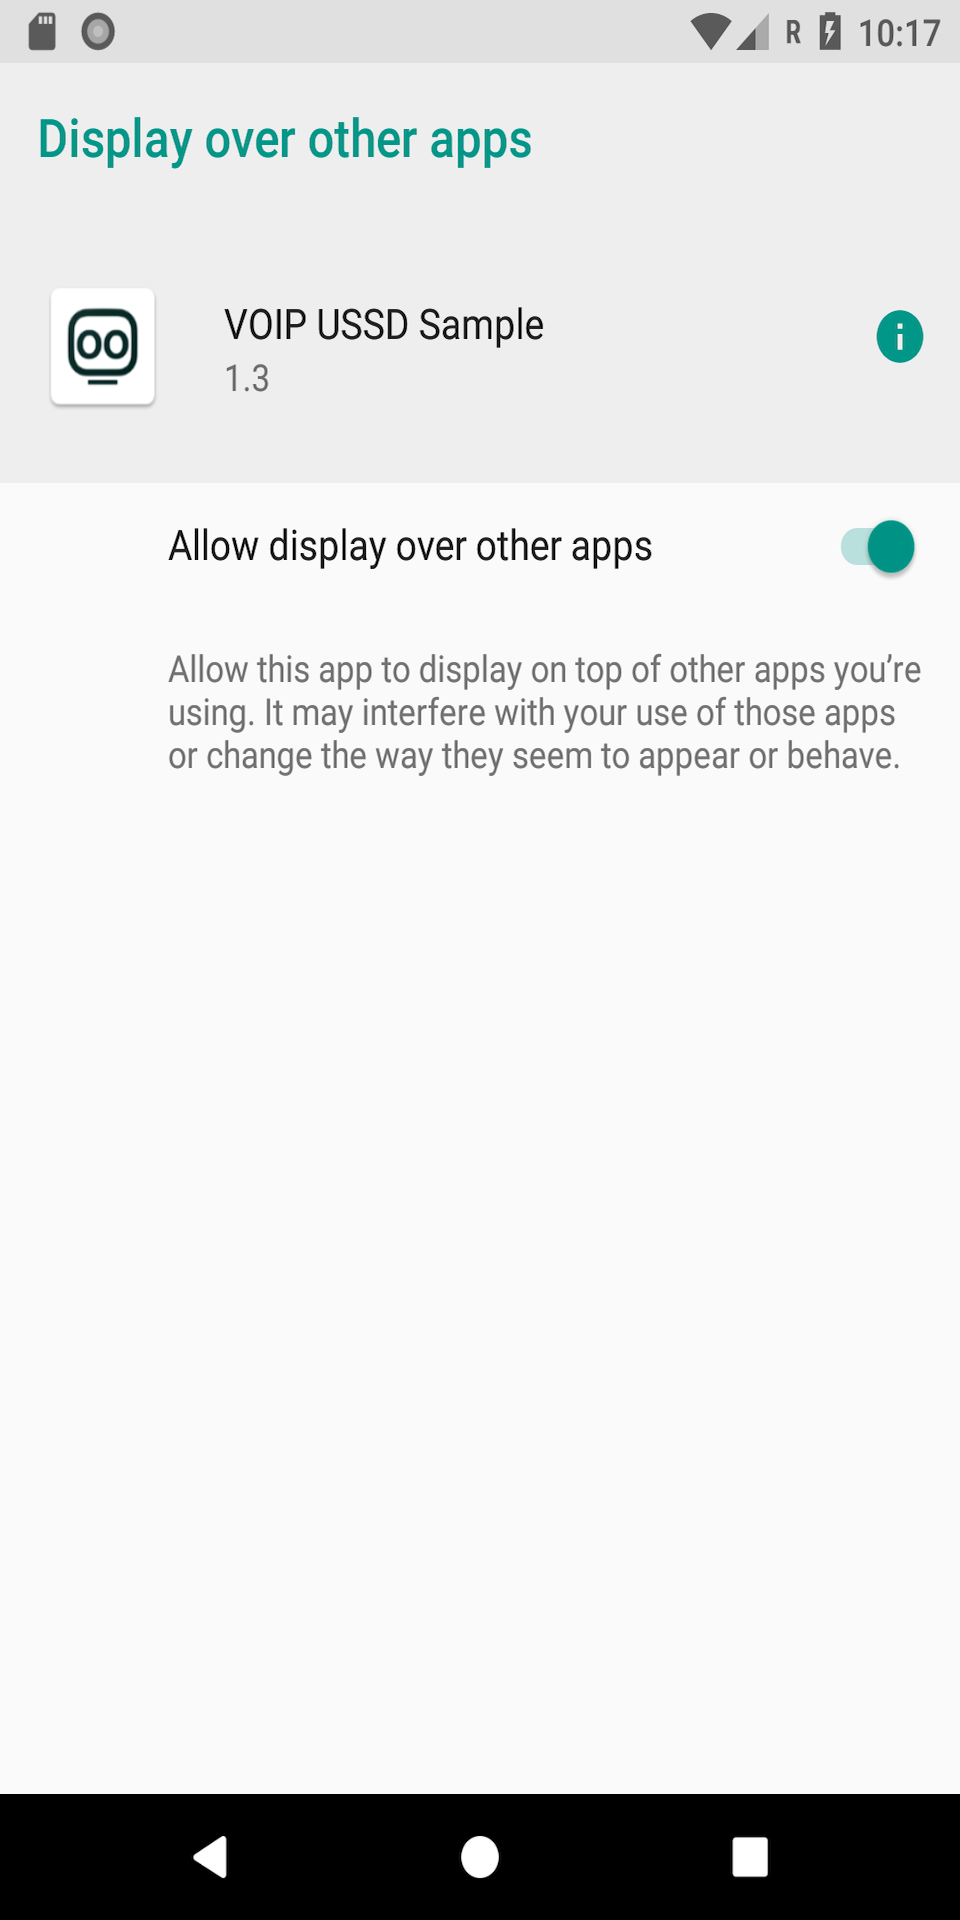 R 10:17
Display over other apps
VOIP USSD Sample
1.3
Allow display over other apps
Allow this app to display on top of other apps you’re
using. It may interfere with your use of those apps
or change the way they seem to appear or behave.